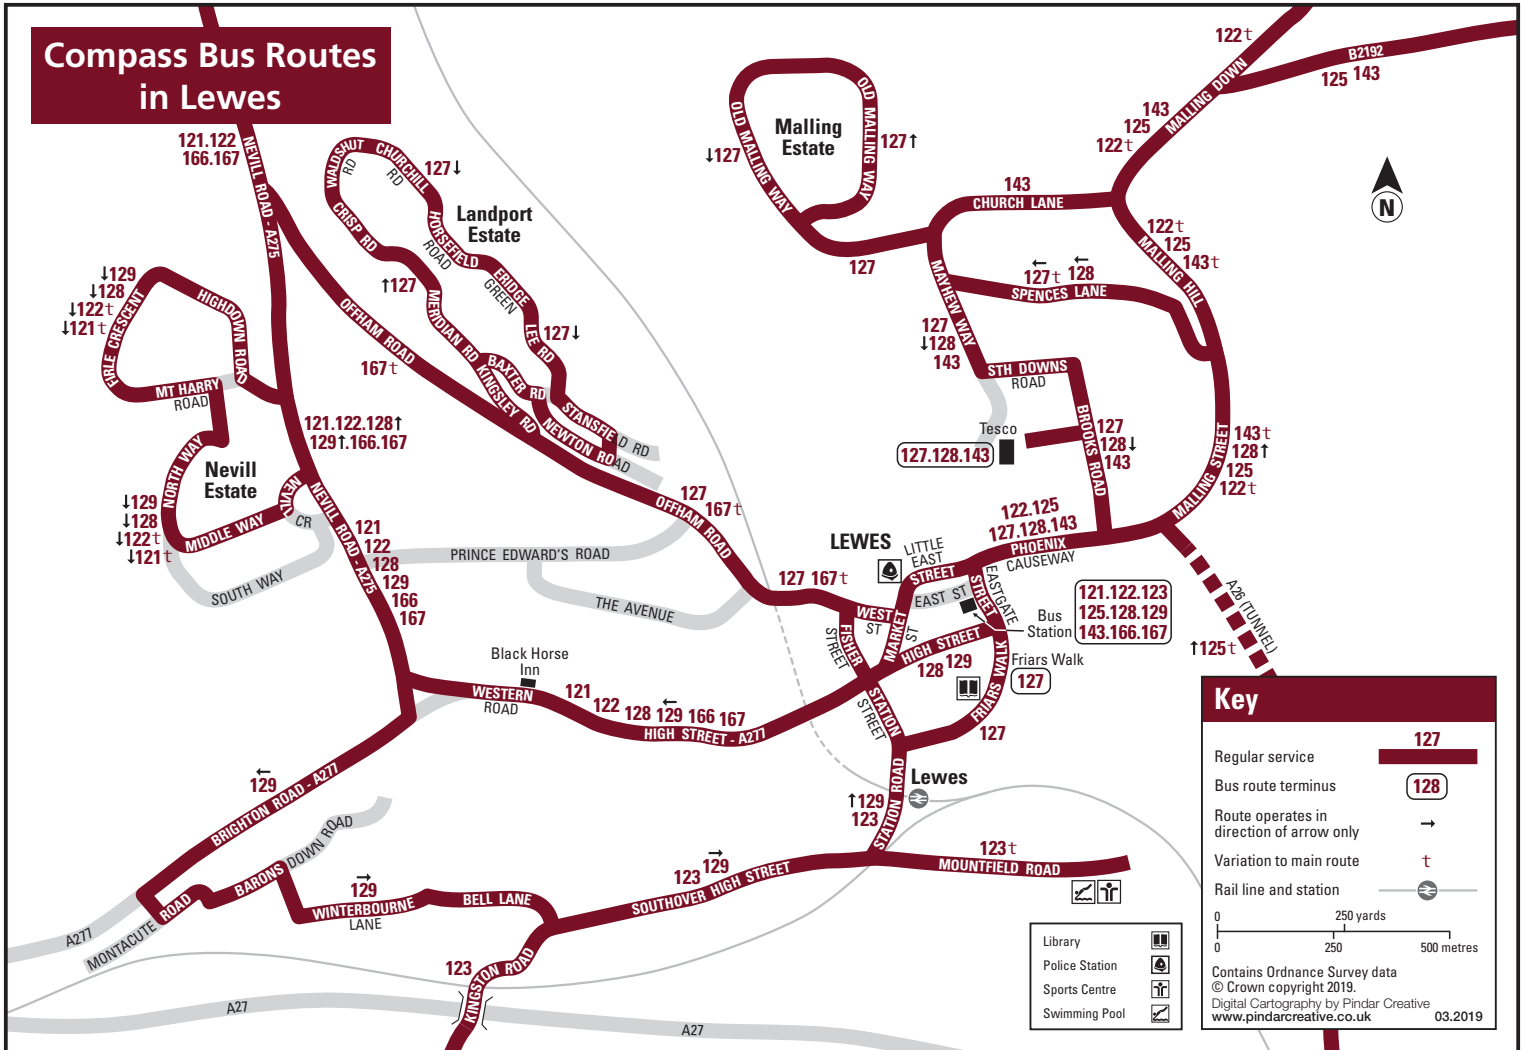 Compass Bus Routes
in Lewes
121.122
166.167
NEVILL ROAD - A275
WALDSHUT
RD
CHURCHILL
RD
127↓
HORSEFIELD
ROAD
Landport
Estate
CRISP RD
↑127
MERIDIAN RD
ERIDGE
GREEN
LEE RD
127↓
BAXTER RD
KINGSLEY RD
STANSFIELD RD
NEWTON ROAD
OFFHAM ROAD
167t
↓129
↓128
↓122t
↓121t
FIRLE CRESCENT
HIGHDOWN ROAD
MT HARRY
ROAD
121.122.128↑
129↑.166.167
NORTH WAY
Nevill
Estate
NEVILL
CR
↓129
↓128
↓122t
↓121t
MIDDLE WAY
SOUTH WAY
NEVILL ROAD - A275
121
122
128
129
166
167
PRINCE EDWARD'S ROAD
THE AVENUE
127
167t
OFFHAM ROAD
127 167t
Malling
Estate
OLD MALLING WAY
↓127
OLD MALLING WAY
127↑
127
143
CHURCH LANE
122t
B2192
125 143
MALLING DOWN
143
125
122t
N
122t
125
143t
MALLING HILL
←
127t
←
128
SPENCES LANE
MAYHEW WAY
127
↓128
143
STH DOWNS
ROAD
Tesco
127.128.143
BROOKS ROAD
127
128↓
143
143t
128↑
125
122t
MALLING STREET
122.125
127.128.143
PHOENIX
CAUSEWAY
LEWES
LITTLE
EAST
STREET
EAST ST
EASTGATE
STREET
Bus
Station
121.122.123
125.128.129
143.166.167
A26 (TUNNEL)
↑125t
WEST
ST
FISHER
STREET
MARKET
ST
HIGH STREET
128 129
Friars Walk
127
FRIARS WALK
127
STATION
STREET
Black Horse
Inn
WESTERN
ROAD
121
122
128
←
129
166
167
HIGH STREET - A277
←
129
BRIGHTON ROAD - A277
Lewes
↑129
123
STATION ROAD
123t
MOUNTFIELD ROAD
123
→
129
SOUTHOVER HIGH STREET
A277
MONTACUTE
ROAD
BARONS
DOWN ROAD
→
129
WINTERBOURNE
LANE
BELL LANE
123
KINGSTON ROAD
A27
A27
Library
Police Station
Sports Centre
Swimming Pool
Key
Regular service
127
Bus route terminus
128
Route operates in
direction of arrow only
→
Variation to main route
t
Rail line and station
0
250 yards
0
250
500 metres
Contains Ordnance Survey data
© Crown copyright 2019.
Digital Cartography by Pindar Creative
www.pindarcreative.co.uk
03.2019